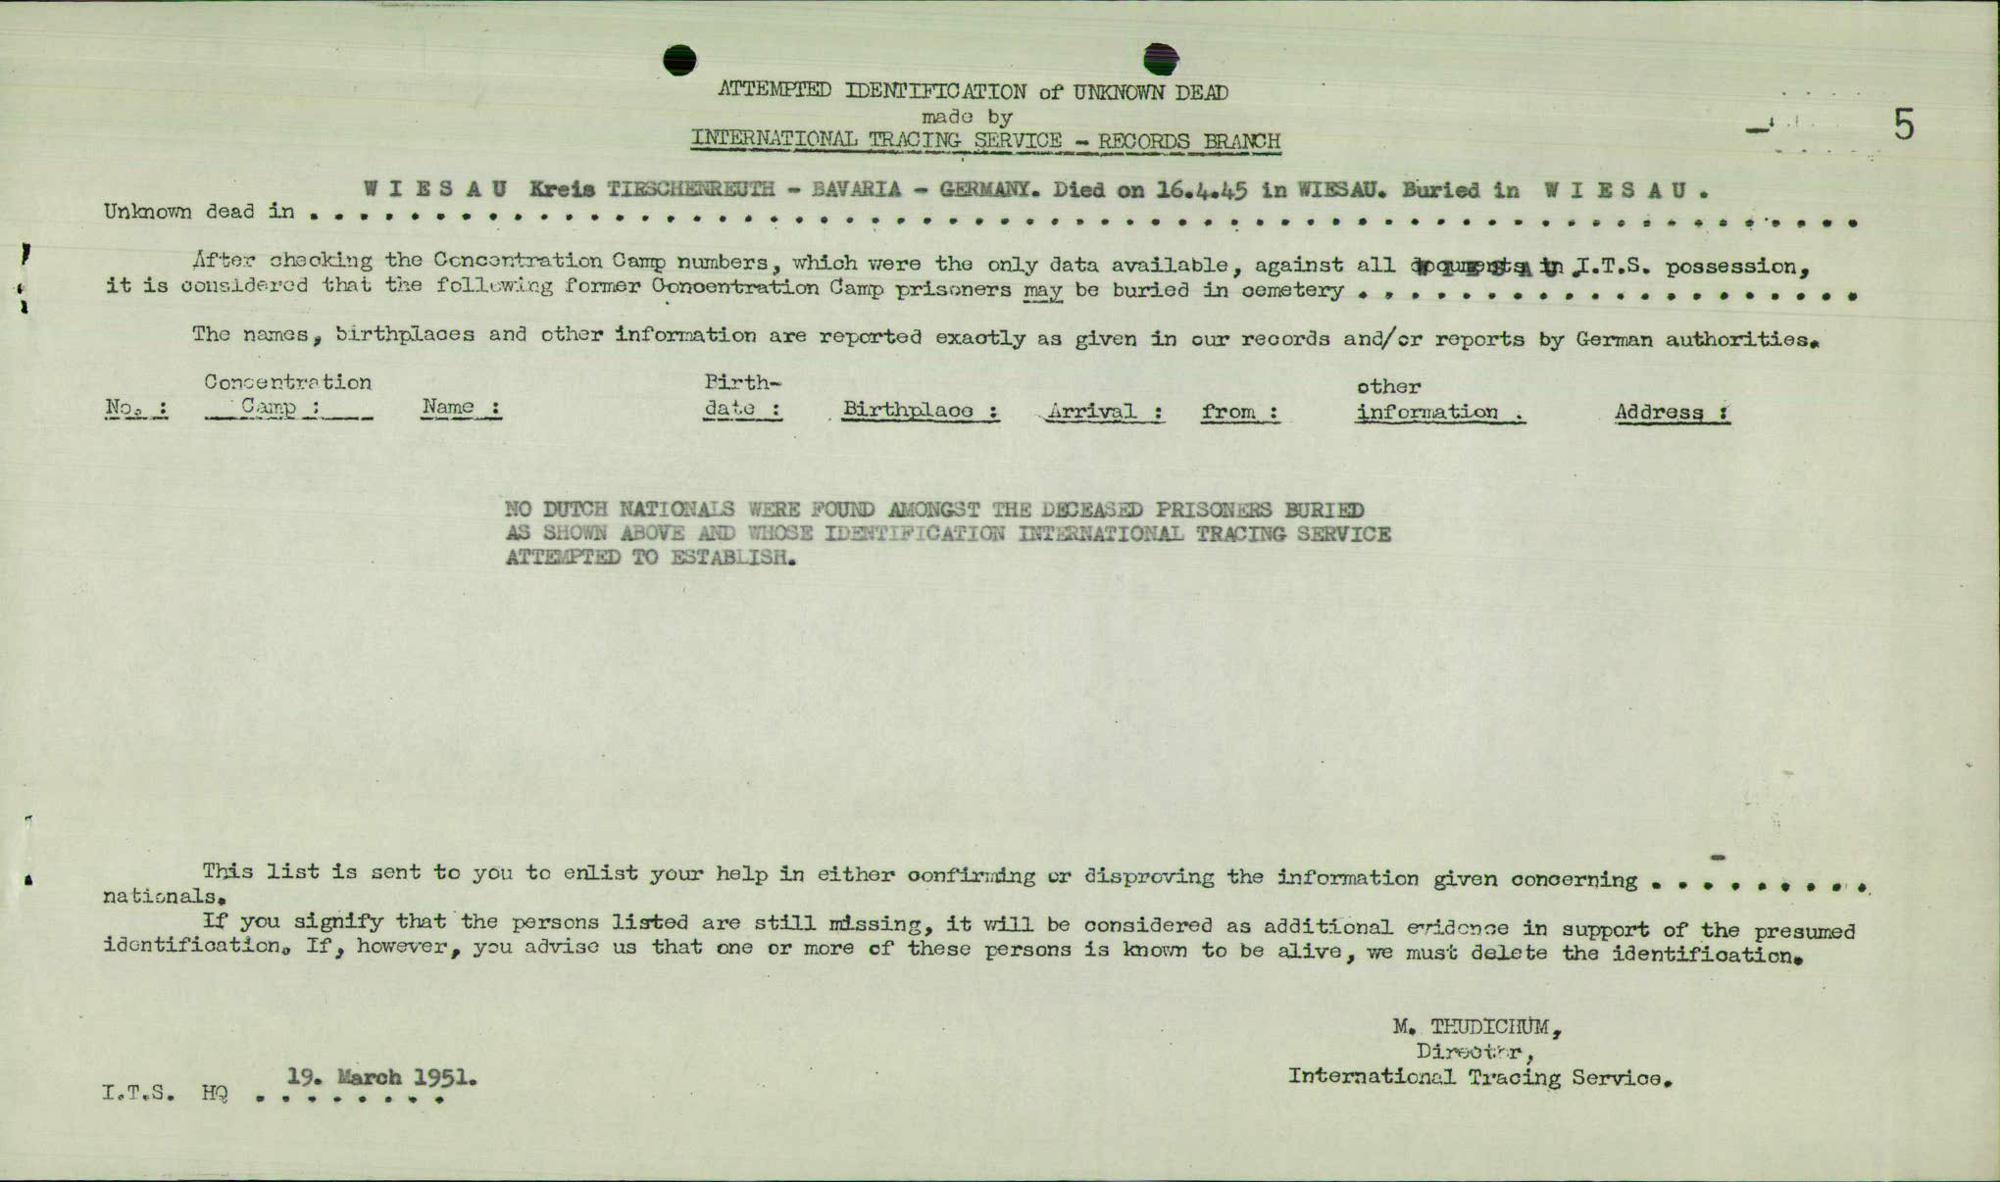 ATTEMPTED IDENTIFICATION of UNKNOWN DEAD
made by
INTERNATIONAL TRACING SERVICE - RECORDS BRANCH
5
W I E S A U Kreis TIRSCHENREUTH - BAVARIA - GERMANY. Died on 16.4.45 in WIESAU. Buried in W I E S A U .
Unknown dead in . . . . . . . . . . . . . . . . . . . . . . . . . . . . . . . . . . . . . . . . . . . . . . . . . . . . . . . . . . . .
After checking the Concentration Camp numbers, which were the only data available, against all documents in I.T.S. possession,
it is considered that the following former Concentration Camp prisoners may be buried in cemetery . . . . . . . . . . . . . . . . . . . .
The names, birthplaces and other information are reported exactly as given in our records and/or reports by German authorities.
Concentration Birth- other
No. : Camp : Name : date : Birthplace : Arrival : from : information : Address :
NO DUTCH NATIONALS WERE FOUND AMONGST THE DECEASED PRISONERS BURIED
AS SHOWN ABOVE AND WHOSE IDENTIFICATION INTERNATIONAL TRACING SERVICE
ATTEMPTED TO ESTABLISH.
This list is sent to you to enlist your help in either confirming or disproving the information given concerning . . . . . . . . .
nationals.
If you signify that the persons listed are still missing, it will be considered as additional evidence in support of the presumed
identification. If, however, you advise us that one or more of these persons is known to be alive, we must delete the identification.
M. THUDICHUM,
Director,
International Tracing Service.
19. March 1951.
I.T.S. HQ . . . . . . . .